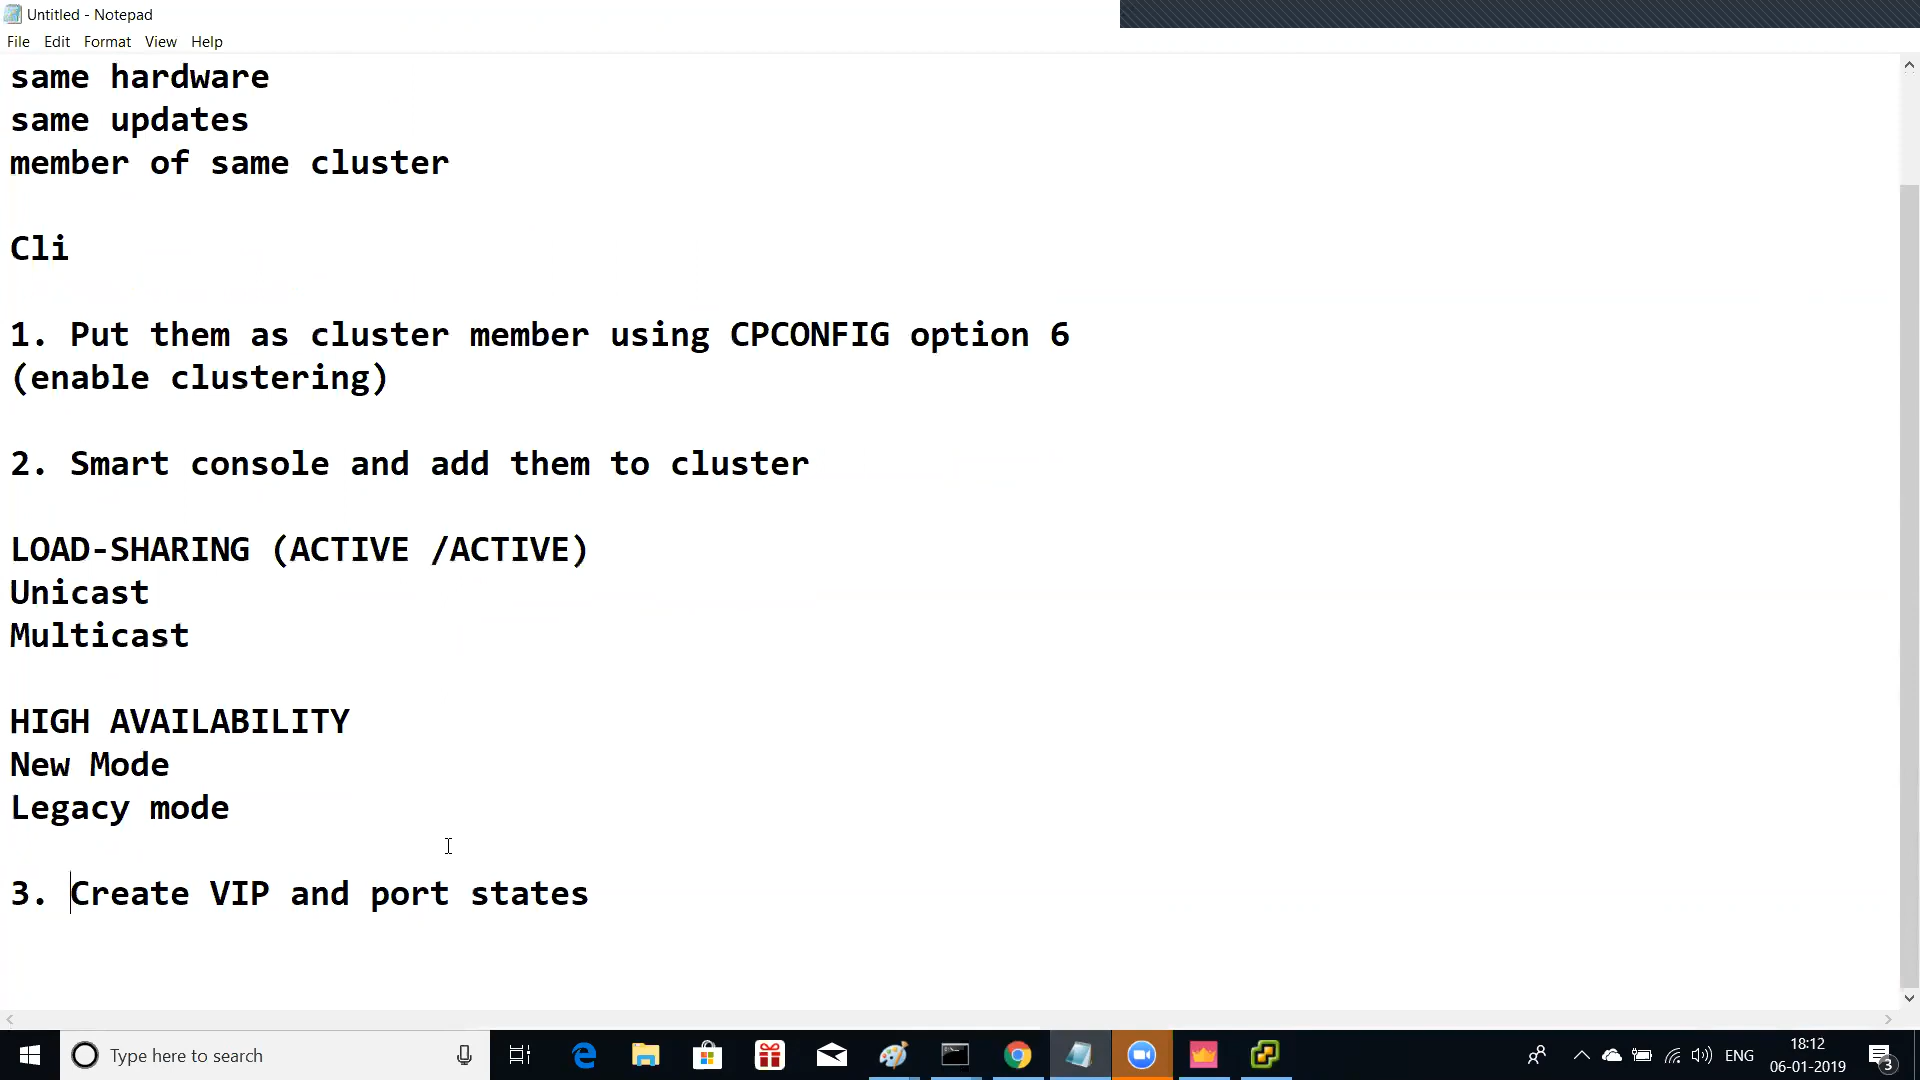 Untitled - Notepad
File Edit Format View Help
same hardware
same updates
member of same cluster
Cli
1. Put them as cluster member using CPCONFIG option 6
(enable clustering)
2. Smart console and add them to cluster
LOAD-SHARING (ACTIVE /ACTIVE)
Unicast
Multicast
HIGH AVAILABILITY
New Mode
Legacy mode
3. Create VIP and port states
Type here to search
ENG
18:12
06-01-2019
3